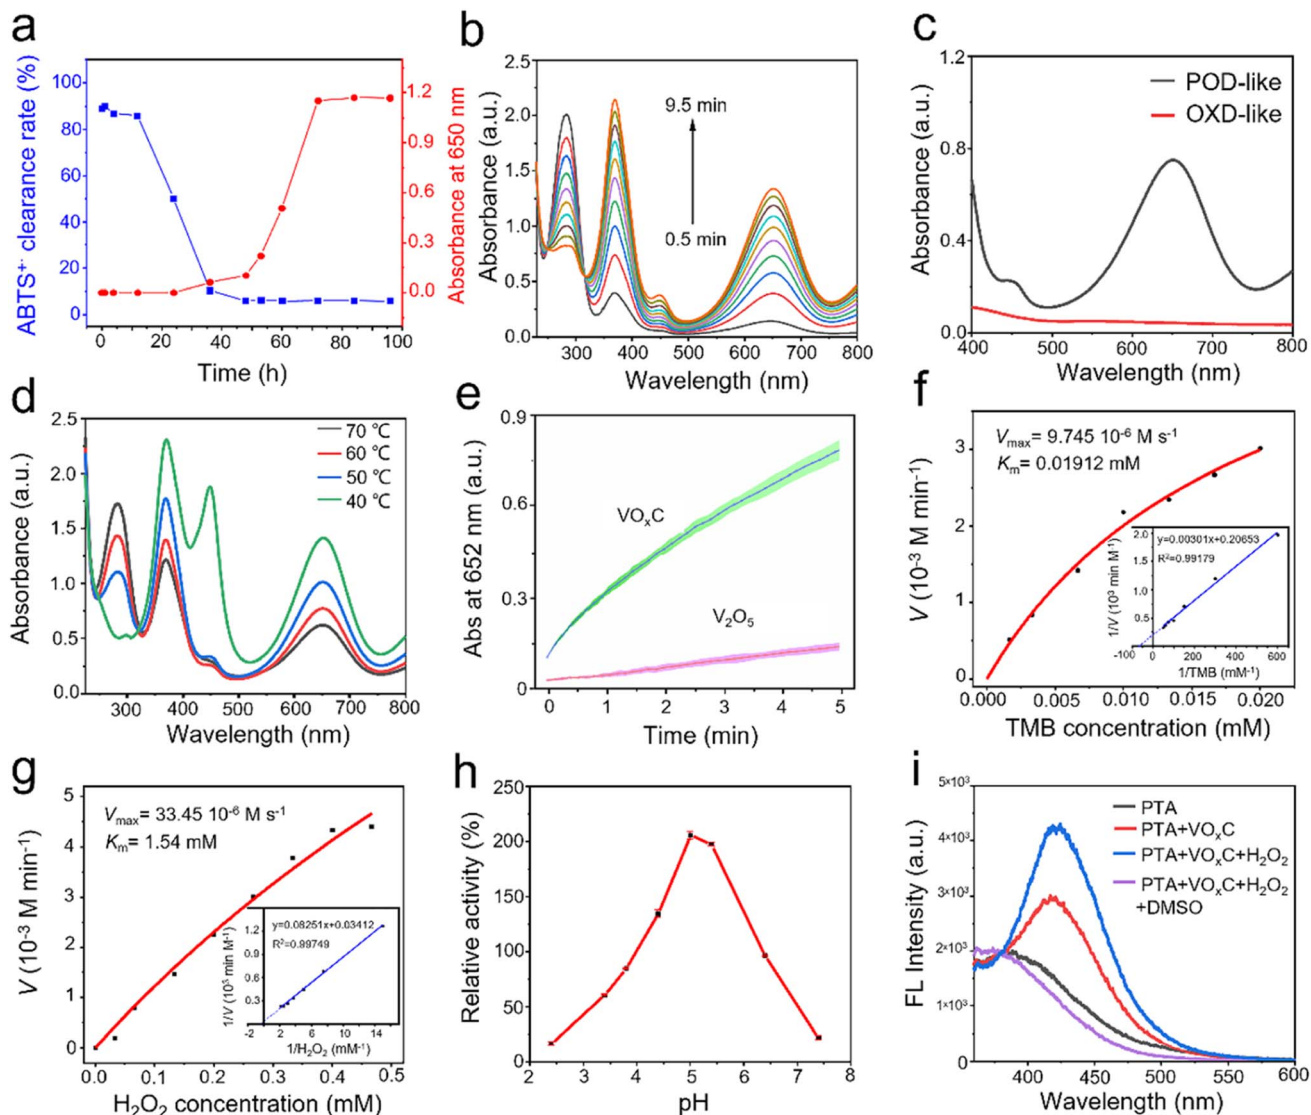 a
ABTS⁺· clearance rate (%)
100
80
60
40
20
0
0 20 40 60 80 100
Time (h)
1.2
0.9
0.6
0.3
0.0
Absorbance at 650 nm
b
Absorbance (a.u.)
2.5
2.0
1.5
1.0
0.5
0.0
9.5 min
0.5 min
300 400 500 600 700 800
Wavelength (nm)
c
Absorbance (a.u.)
1.2
0.8
0.4
0.0
POD-like
OXD-like
400 500 600 700 800
Wavelength (nm)
d
Absorbance (a.u.)
2.5
2.0
1.5
1.0
0.5
0.0
70 ℃
60 ℃
50 ℃
40 ℃
300 400 500 600 700 800
Wavelength (nm)
e
Abs at 652 nm (a.u.)
0.9
0.6
0.3
0
VOₓC
V₂O₅
0 1 2 3 4 5
Time (min)
f
V (10⁻³ M min⁻¹)
3
2
1
0
Vmax= 9.745 10⁻⁶ M s⁻¹
Km= 0.01912 mM
y=0.00301x+0.20653
R²=0.99179
1/V (10³ min M⁻¹)
2.0
1.5
1.0
0.5
0.0
-100 0 100 200 300 400 500 600
1/TMB (mM⁻¹)
0.000 0.005 0.010 0.015 0.020
TMB concentration (mM)
g
V (10⁻³ M min⁻¹)
5
4
3
2
1
0
Vmax= 33.45 10⁻⁶ M s⁻¹
Km= 1.54 mM
y=0.08251x+0.03412
R²=0.99749
1/V (10³ min M⁻¹)
1.2
0.9
0.6
0.3
0 2 4 6 8 10 14
1/H₂O₂ (mM⁻¹)
0.0 0.1 0.2 0.3 0.4 0.5
H₂O₂ concentration (mM)
h
Relative activity (%)
250
200
150
100
50
0
2 3 4 5 6 7 8
pH
i
FL Intensity (a.u.)
5×10³
4×10³
3×10³
2×10³
1×10³
0
PTA
PTA+VOₓC
PTA+VOₓC+H₂O₂
PTA+VOₓC+H₂O₂
+DMSO
400 450 500 550 600
Wavelength (nm)